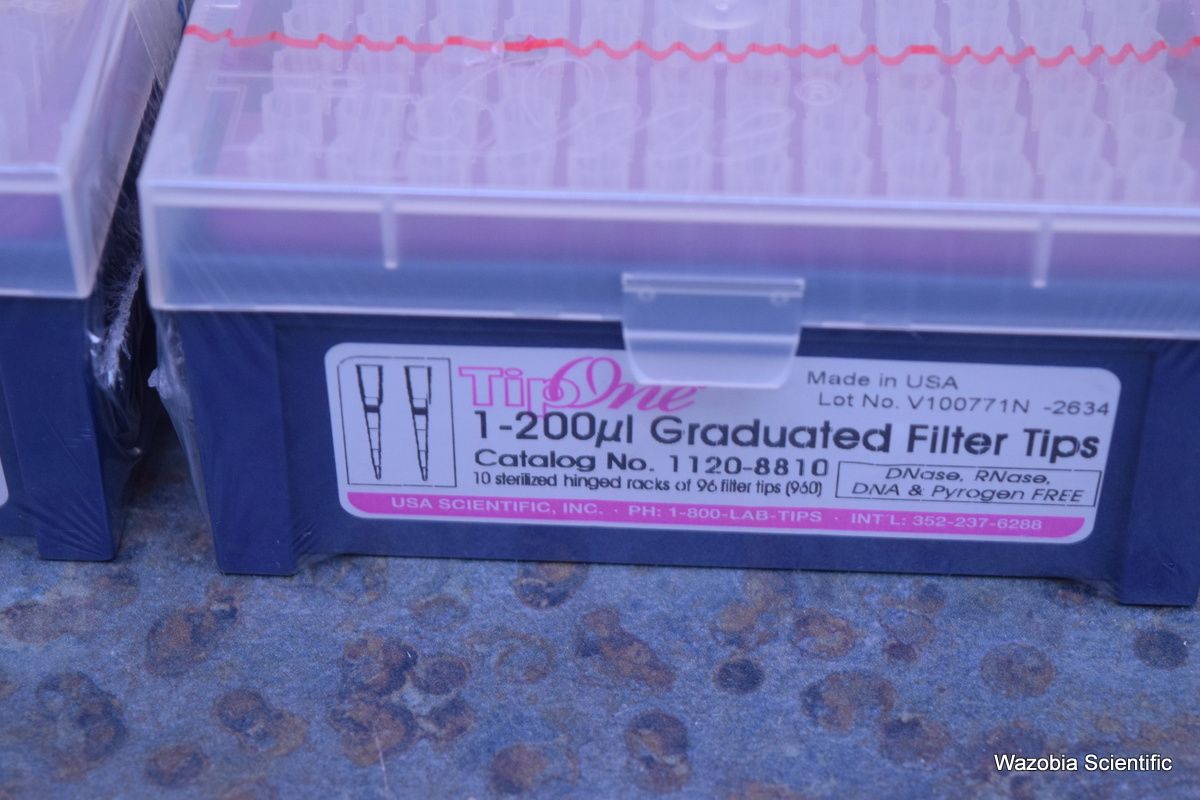 TipOne ®
TipOne
Made in USA
Lot No. V100771N -2634
1-200µl Graduated Filter Tips
Catalog No. 1120-8810
10 sterilized hinged racks of 96 filter tips (960)
DNase, RNase,
DNA & Pyrogen FREE
USA SCIENTIFIC, INC. · PH: 1-800-LAB-TIPS · INT'L: 352-237-6288
Wazobia Scientific